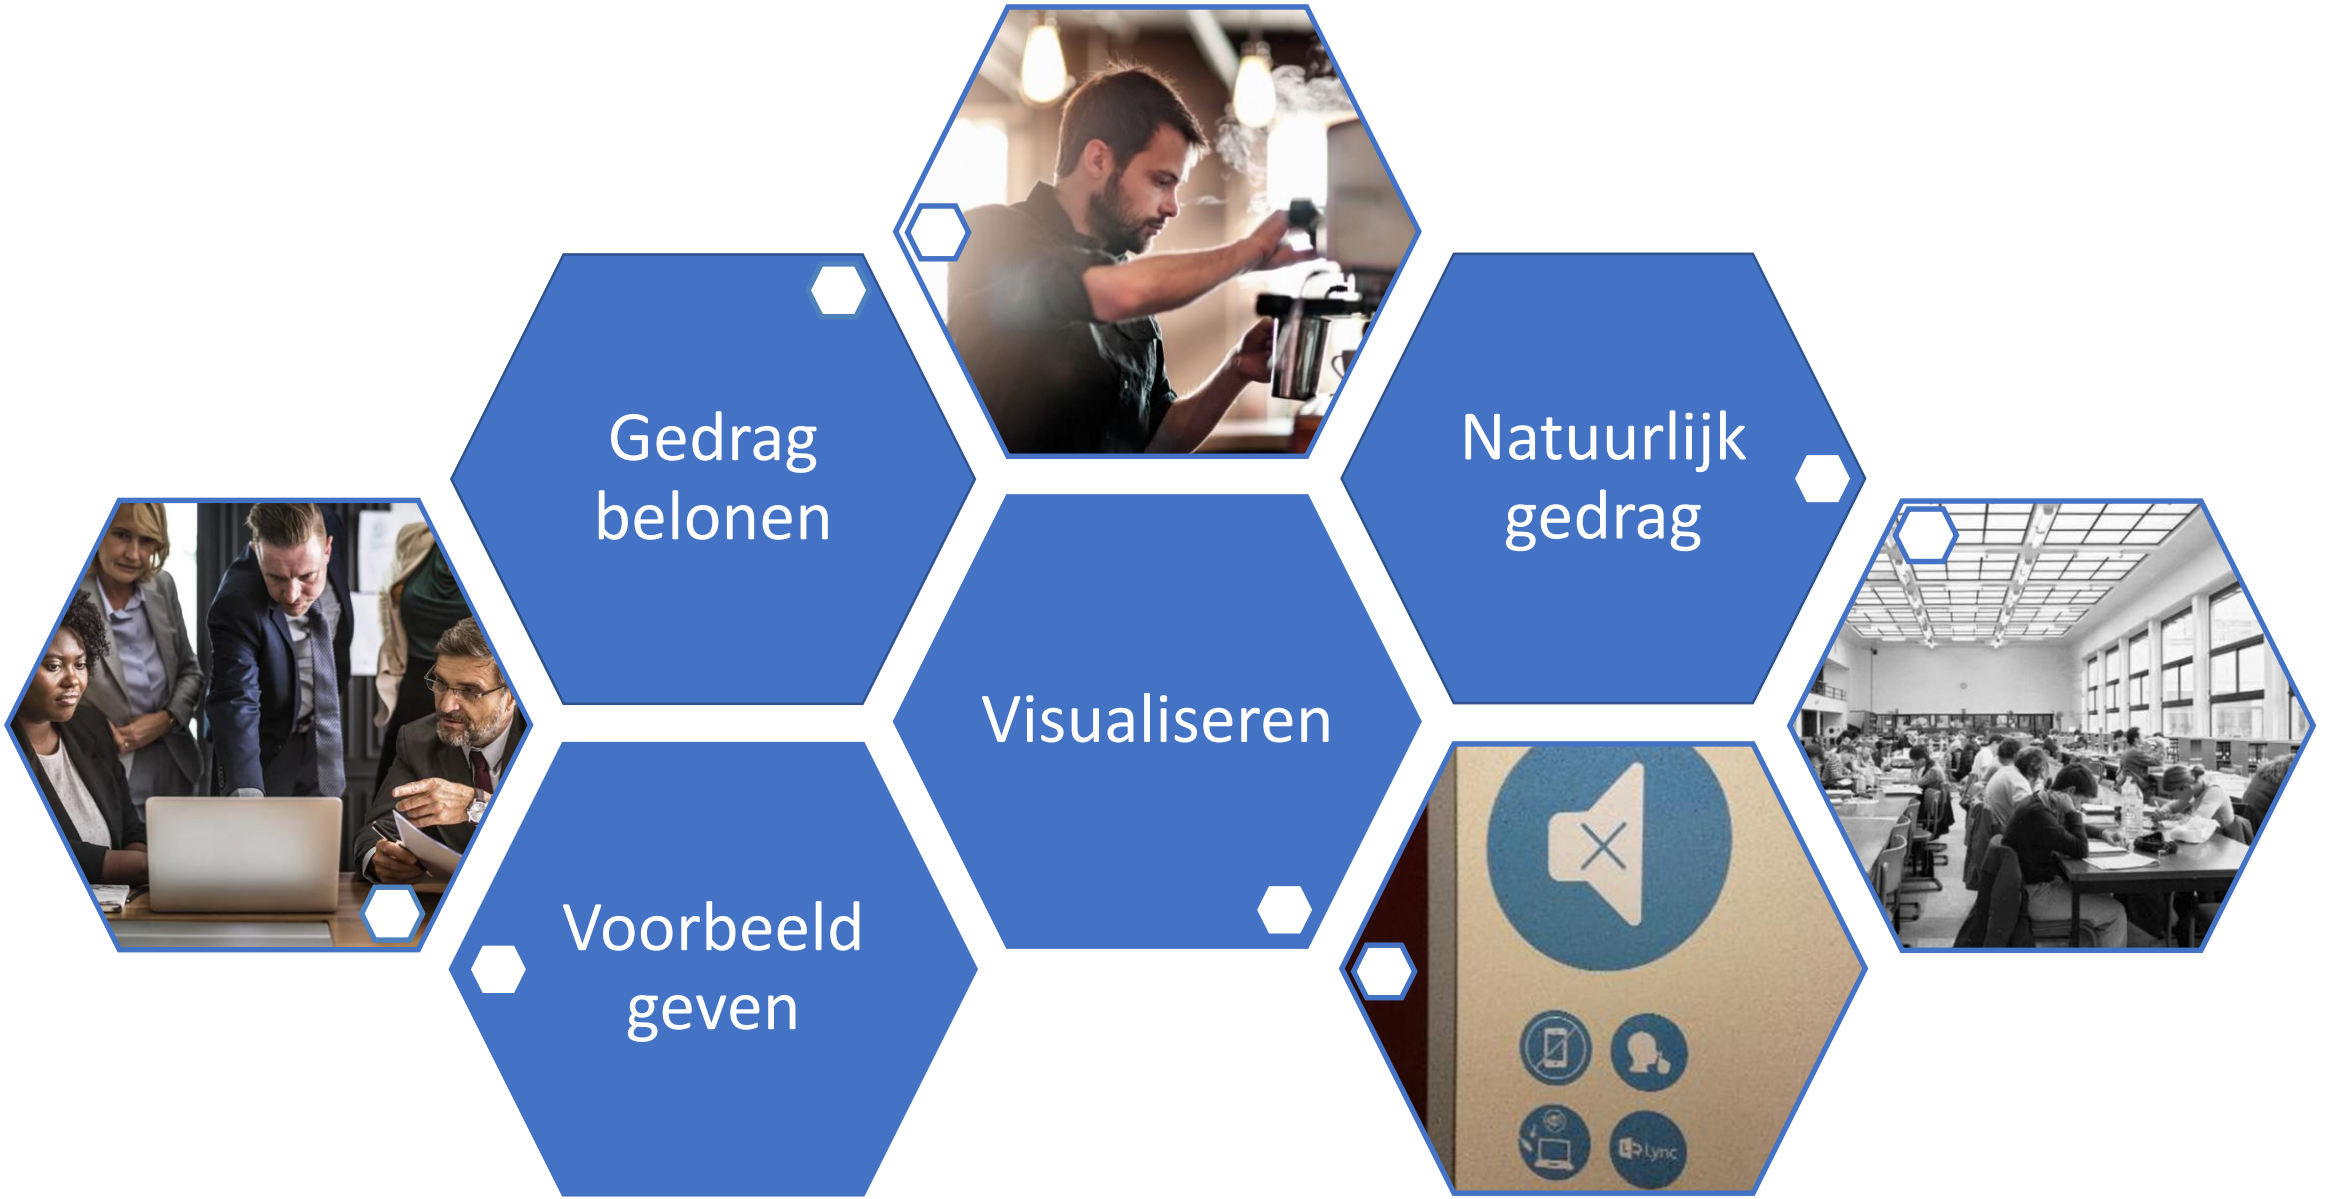 Gedrag
belonen
Natuurlijk
gedrag
Visualiseren
Voorbeeld
geven
Lync